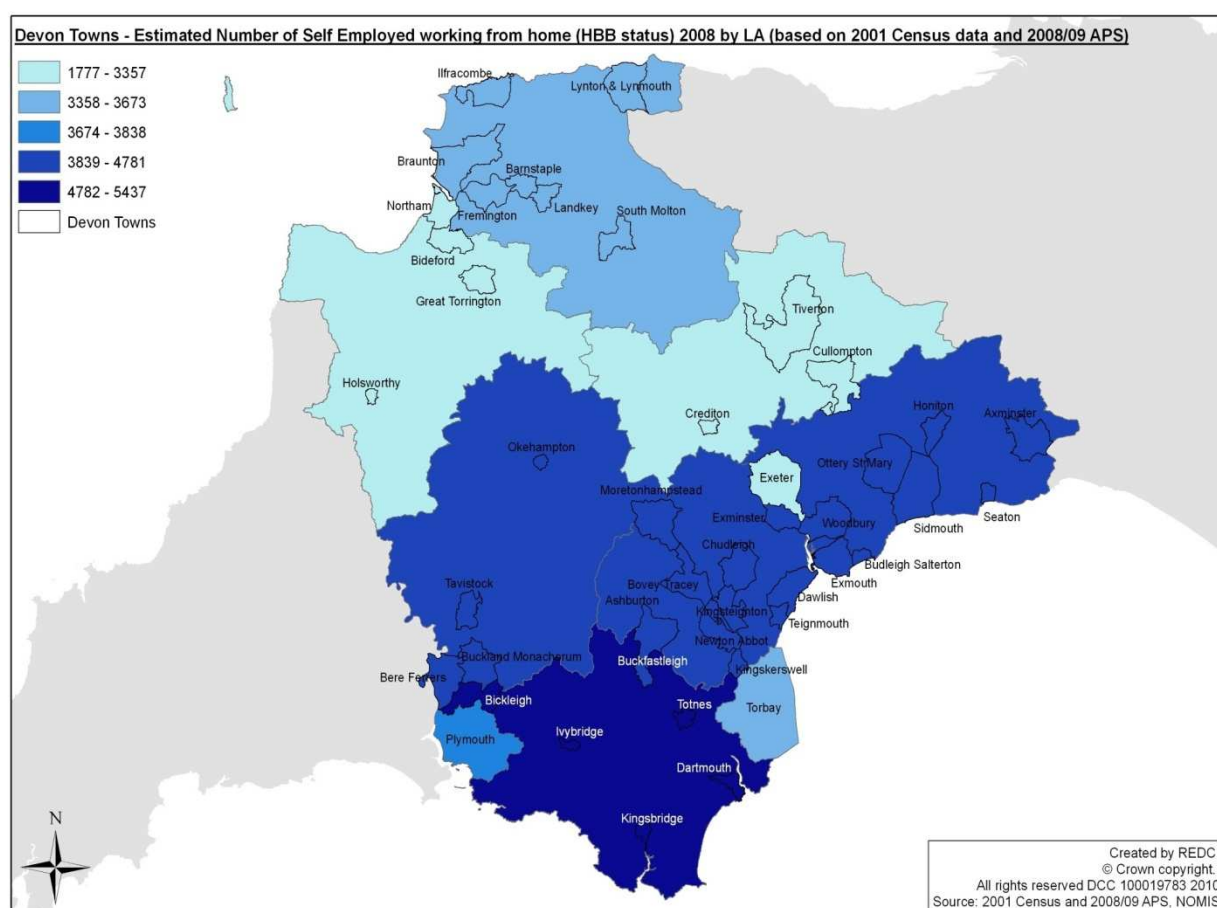 Devon Towns - Estimated Number of Self Employed working from home (HBB status) 2008 by LA (based on 2001 Census data and 2008/09 APS)
1777 - 3357
3358 - 3673
3674 - 3838
3839 - 4781
4782 - 5437
Devon Towns
Ilfracombe
Lynton & Lynmouth
Braunton
Barnstaple
Northam
Fremington
Landkey
South Molton
Bideford
Great Torrington
Tiverton
Cullompton
Holsworthy
Crediton
Honiton
Axminster
Okehampton
Ottery St Mary
Exeter
Moretonhampstead
Exminster
Woodbury
Sidmouth
Seaton
Chudleigh
Budleigh Salterton
Exmouth
Tavistock
Bovey Tracey
Ashburton
Dawlish
Kingsteignton
Teignmouth
Newton Abbot
Buckland Monachorum
Buckfastleigh
Kingskerswell
Bere Ferrers
Bickleigh
Totnes
Torbay
Plymouth
Ivybridge
Dartmouth
Kingsbridge
N
Created by REDC
© Crown copyright.
All rights reserved DCC 100019783 2010
Source: 2001 Census and 2008/09 APS, NOMIS